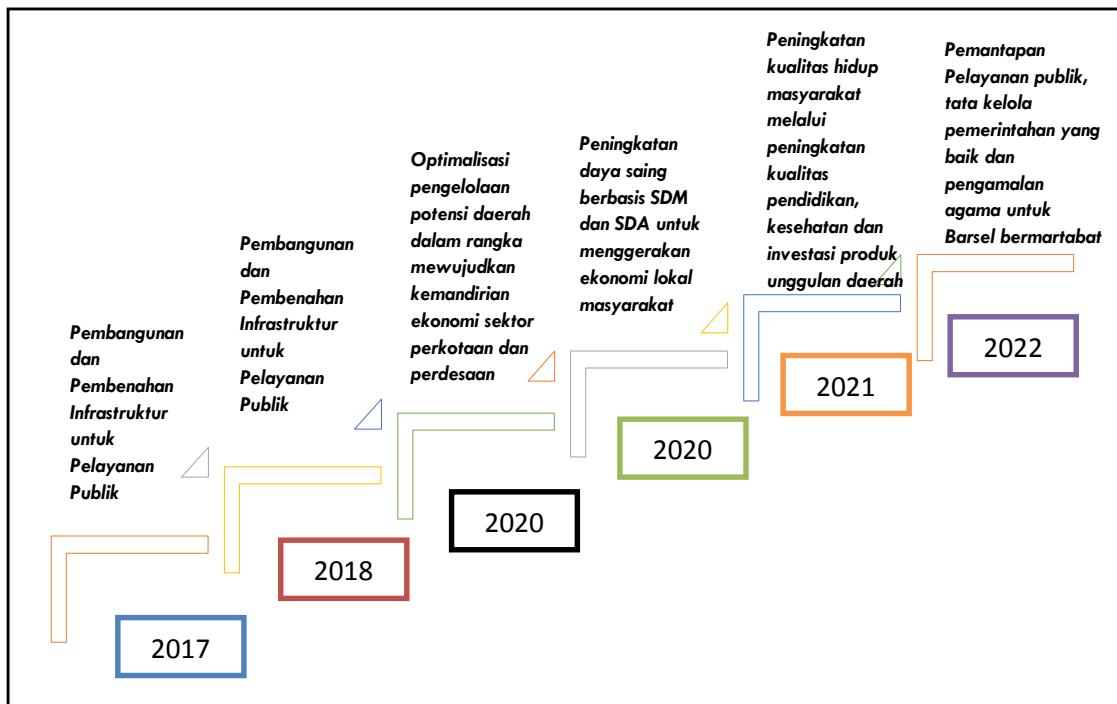 Pembangunan
dan
Pembenahan
Infrastruktur
untuk
Pelayanan
Publik
2017
Pembangunan
dan
Pembenahan
Infrastruktur
untuk
Pelayanan
Publik
2018
Optimalisasi
pengelolaan
potensi daerah
dalam rangka
mewujudkan
kemandirian
ekonomi sektor
perkotaan dan
perdesaan
2020
Peningkatan
daya saing
berbasis SDM
dan SDA untuk
menggerakan
ekonomi lokal
masyarakat
2020
Peningkatan
kualitas hidup
masyarakat
melalui
peningkatan
kualitas
pendidikan,
kesehatan dan
investasi produk
unggulan daerah
2021
Pemantapan
Pelayanan publik,
tata kelola
pemerintahan yang
baik dan
pengamalan
agama untuk
Barsel bermartabat
2022